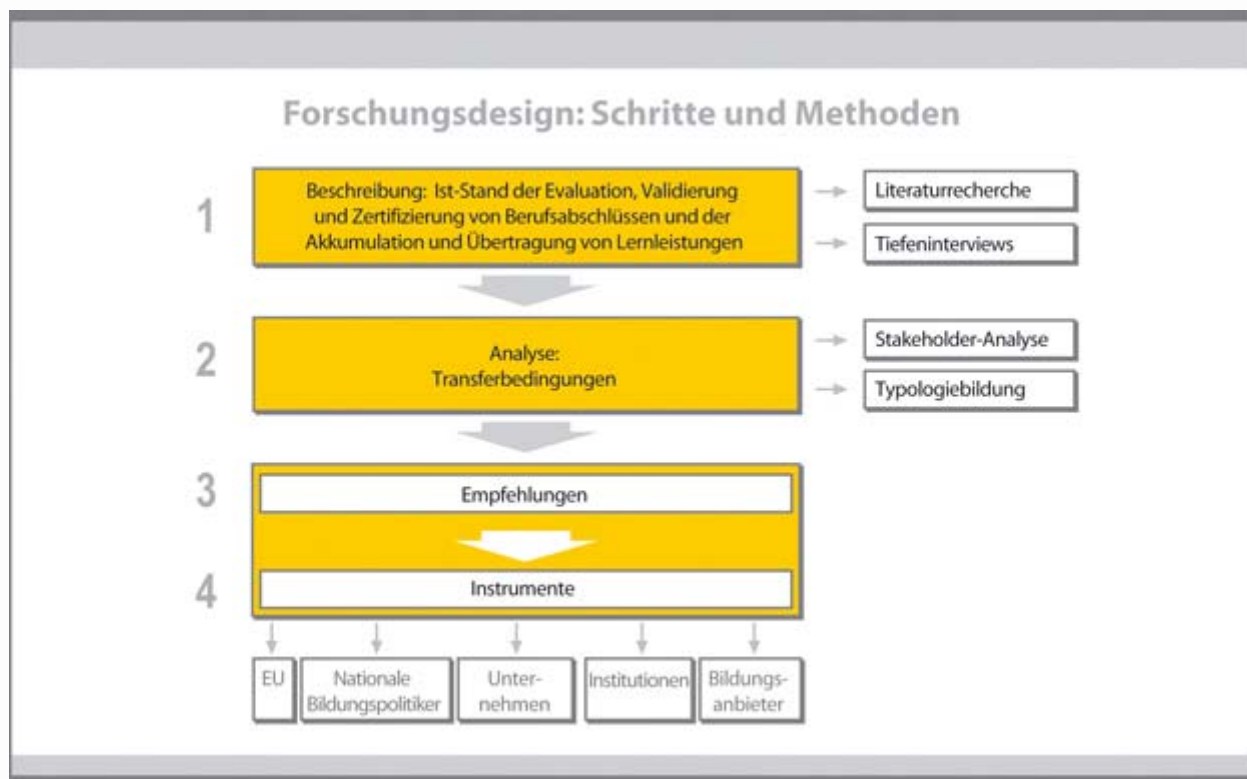 Forschungsdesign: Schritte und Methoden
1
Beschreibung: Ist-Stand der Evaluation, Validierung
und Zertifizierung von Berufsabschlüssen und der
Akkumulation und Übertragung von Lernleistungen
Literaturrecherche
Tiefeninterviews
2
Analyse:
Transferbedingungen
Stakeholder-Analyse
Typologiebildung
3
Empfehlungen
4
Instrumente
EU
Nationale
Bildungspolitiker
Unter-
nehmen
Institutionen
Bildungs-
anbieter